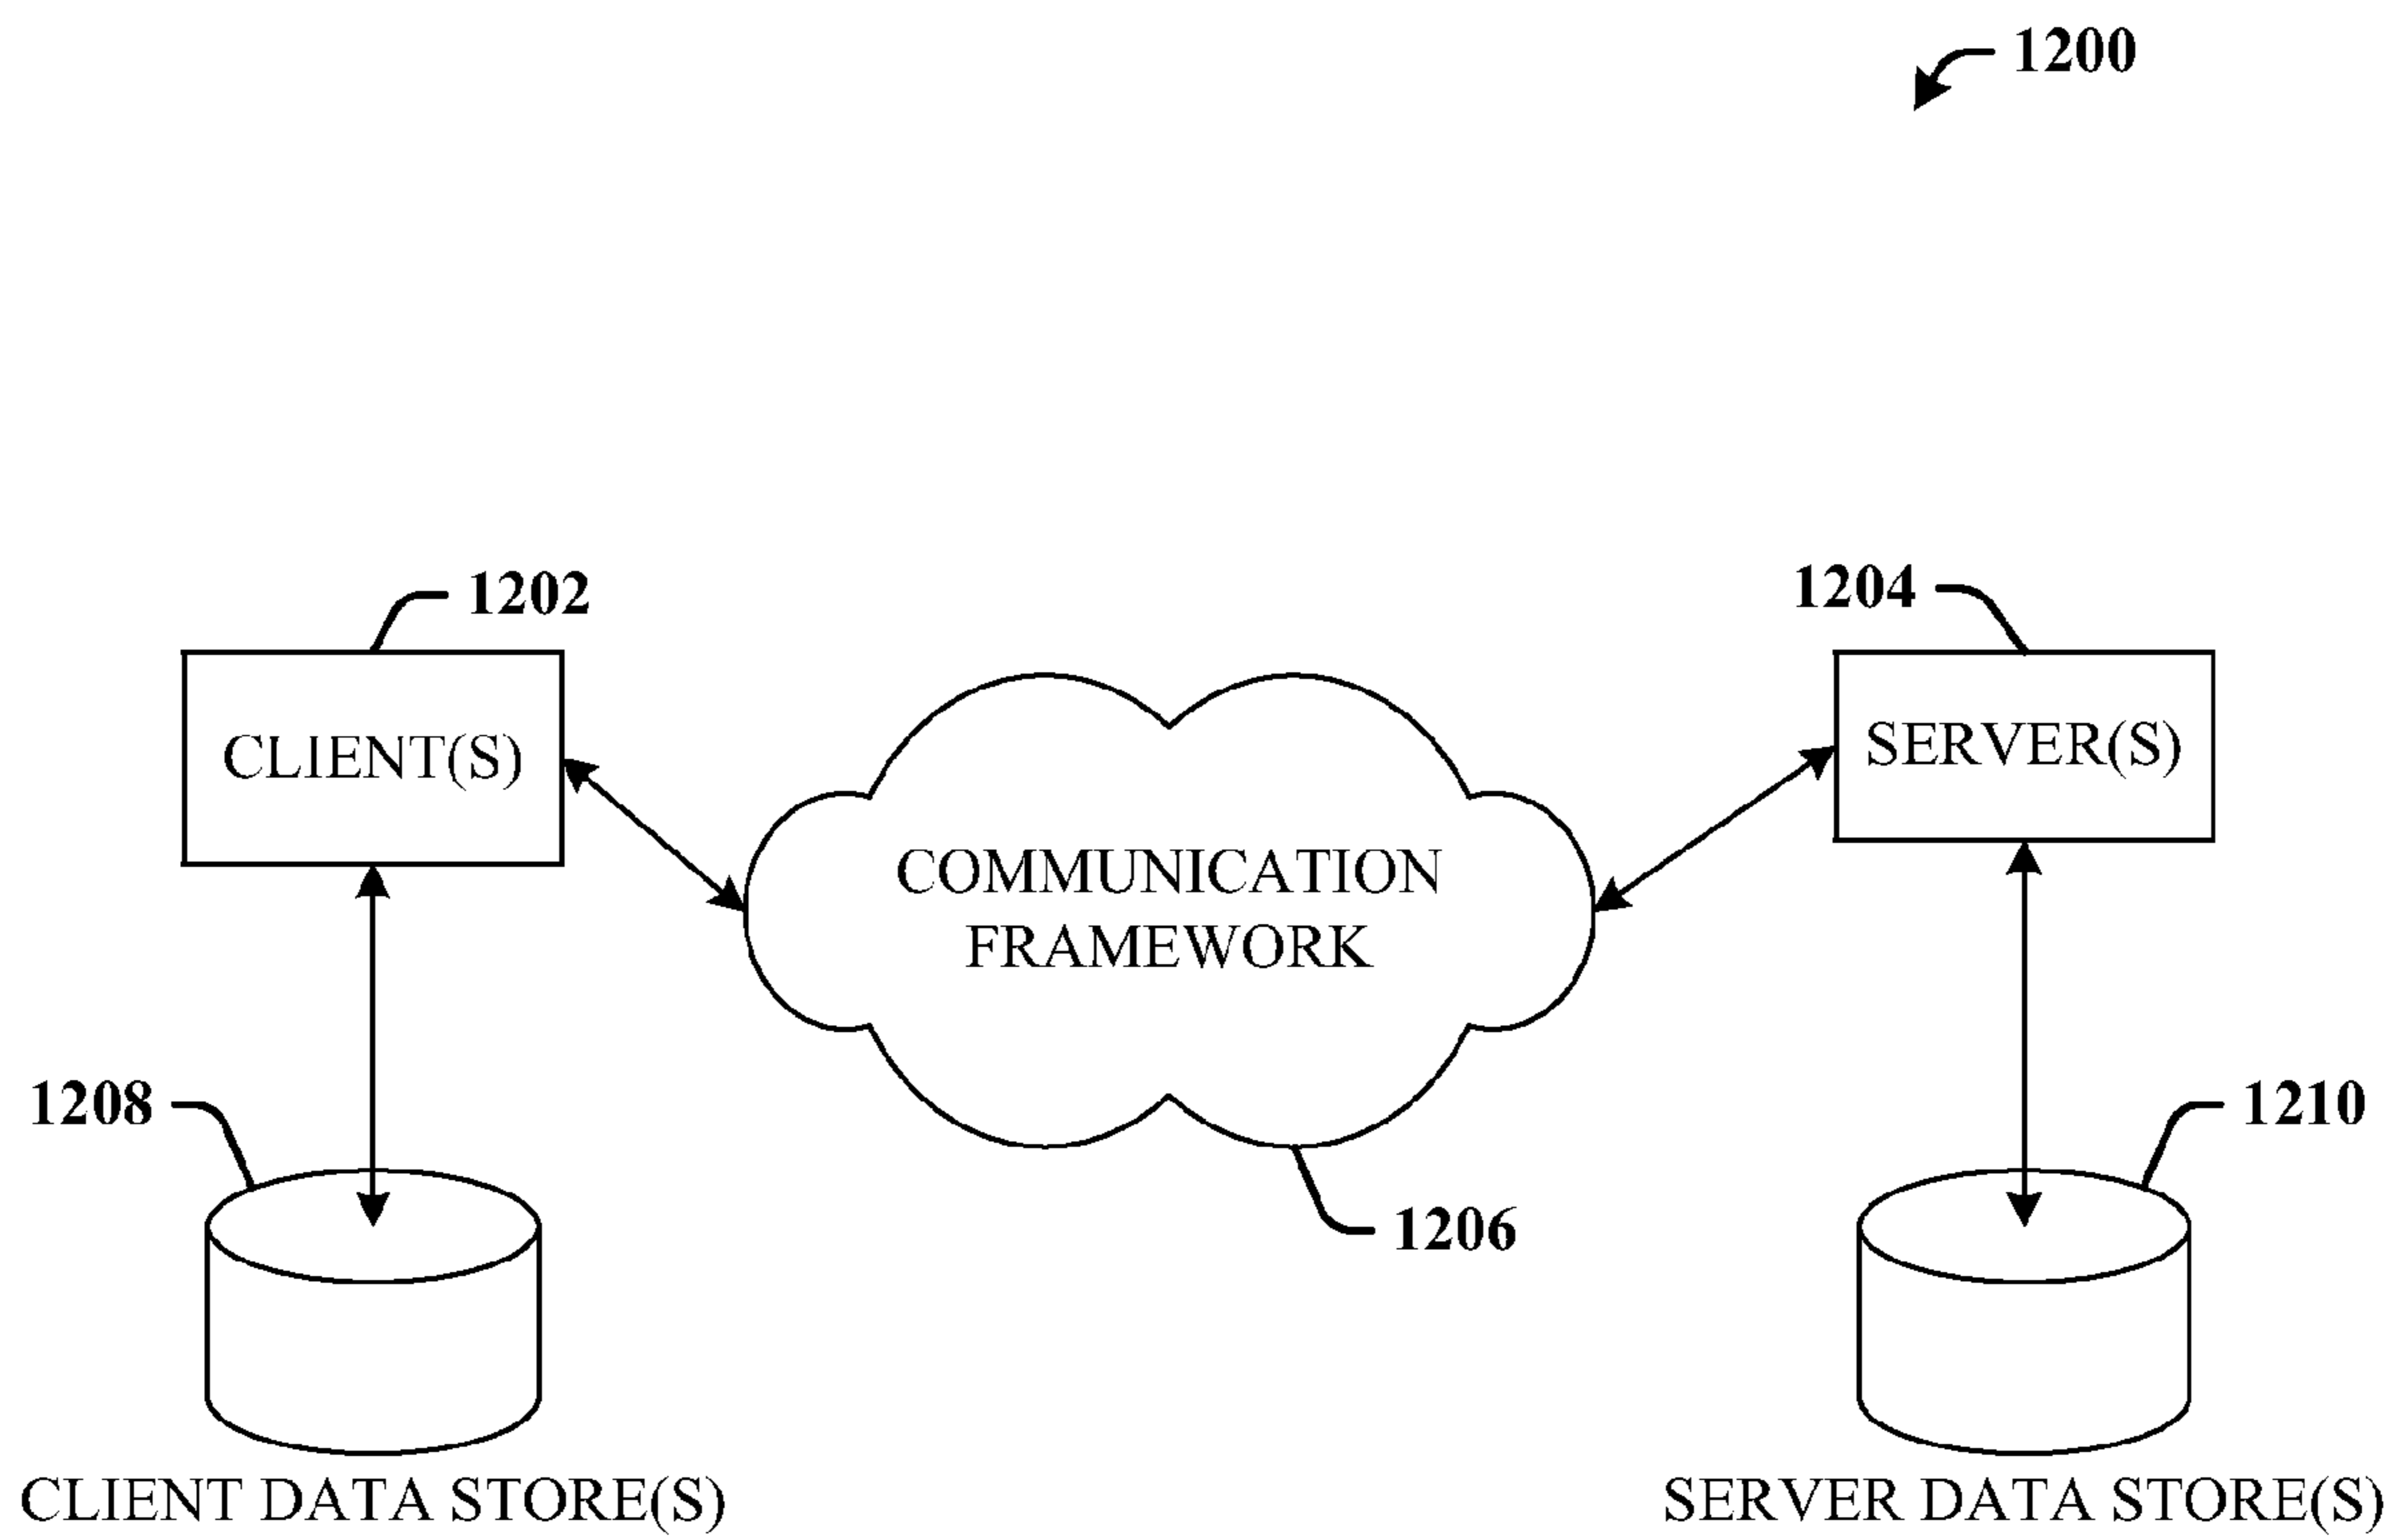 1200
1202
1204
CLIENT(S)
SERVER(S)
COMMUNICATION
FRAMEWORK
1208
1210
1206
CLIENT DATA STORE(S)
SERVER DATA STORE(S)